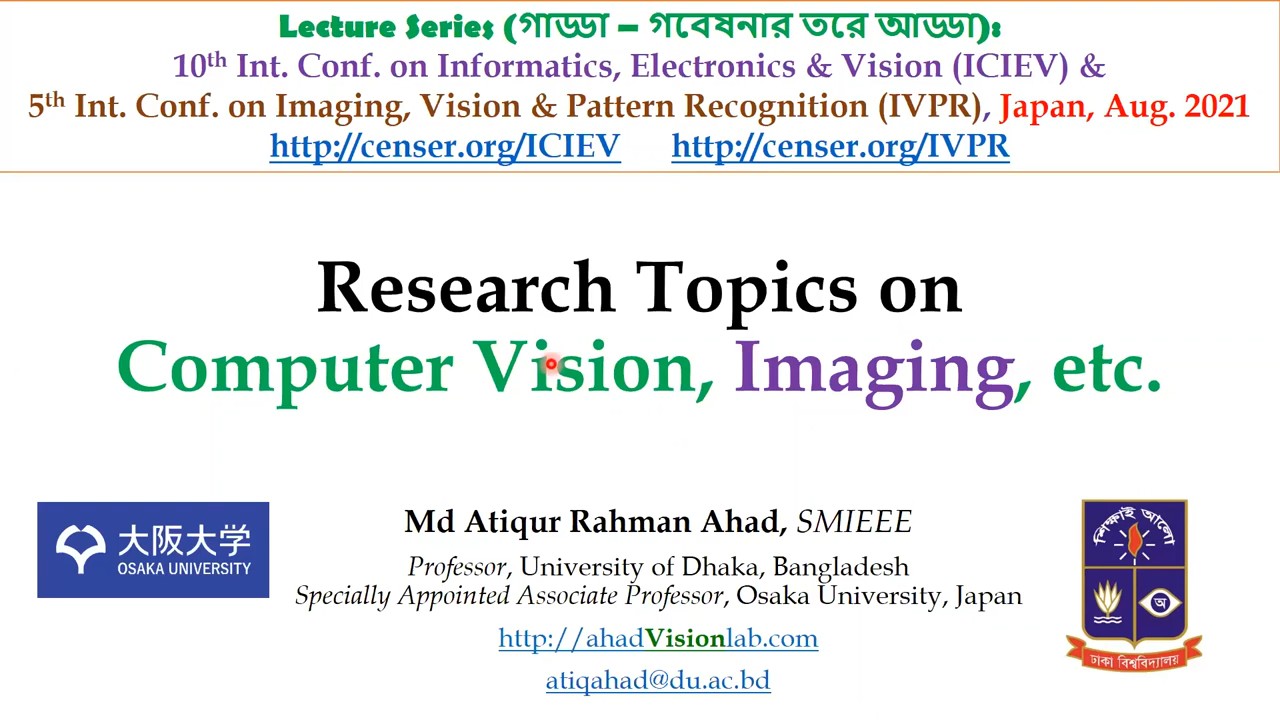 Lecture Series (গাড্ডা – গবেষনার তরে আড্ডা):
10th Int. Conf. on Informatics, Electronics & Vision (ICIEV) &
5th Int. Conf. on Imaging, Vision & Pattern Recognition (IVPR), Japan, Aug. 2021
http://censer.org/ICIEV http://censer.org/IVPR
Research Topics on
Computer Vision, Imaging, etc.
大阪大学
OSAKA UNIVERSITY
Md Atiqur Rahman Ahad, SMIEEE
Professor, University of Dhaka, Bangladesh
Specially Appointed Associate Professor, Osaka University, Japan
http://ahadVisionlab.com
atiqahad@du.ac.bd
শিক্ষাই আলো
অ
ঢাকা বিশ্ববিদ্যালয়